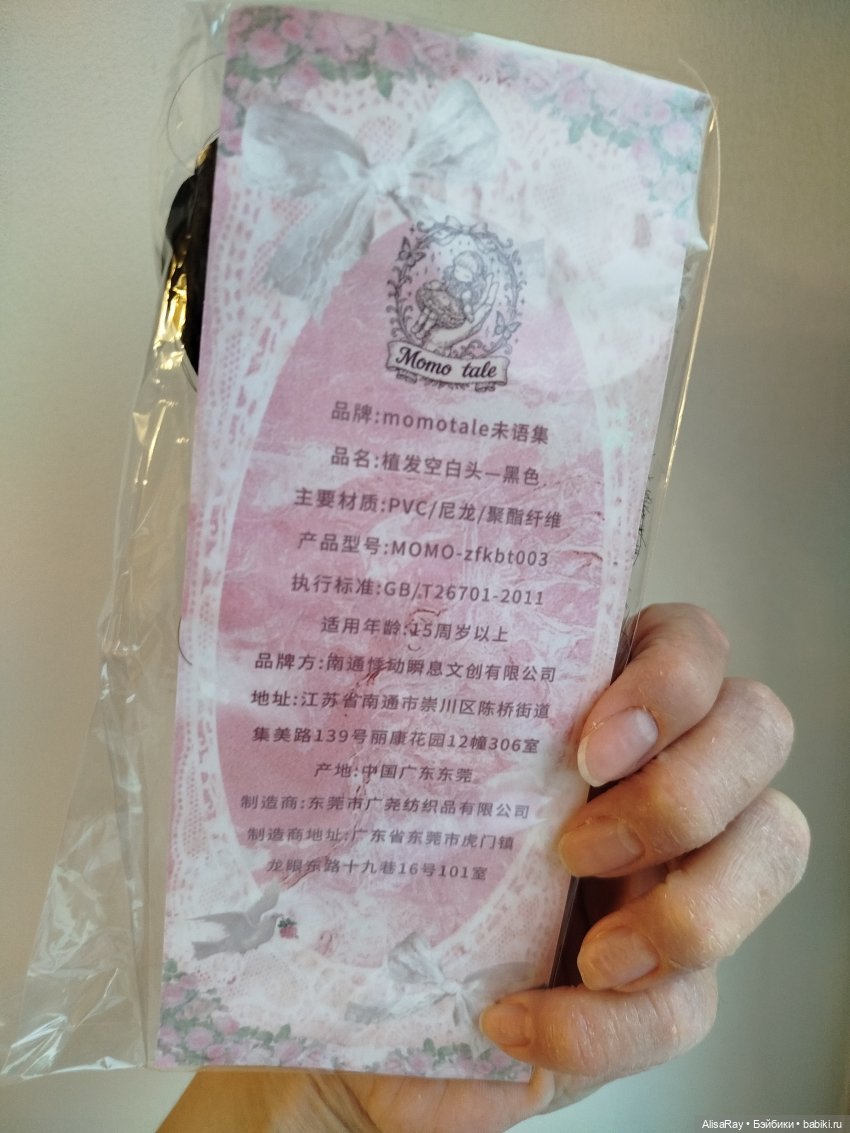 Momo tale
品牌:momotale未语集
品名:植发空白头—黑色
主要材质:PVC/尼龙/聚酯纤维
产品型号:MOMO-zfkbt003
执行标准:GB/T26701-2011
适用年龄:15周岁以上
品牌方:南通悸动瞬息文创有限公司
地址:江苏省南通市崇川区陈桥街道
集美路139号丽康花园12幢306室
产地:中国广东东莞
制造商:东莞市广尧纺织品有限公司
制造商地址:广东省东莞市虎门镇
龙眼东路十九巷16号101室
AlisaRay • Бэйбики • babiki.ru